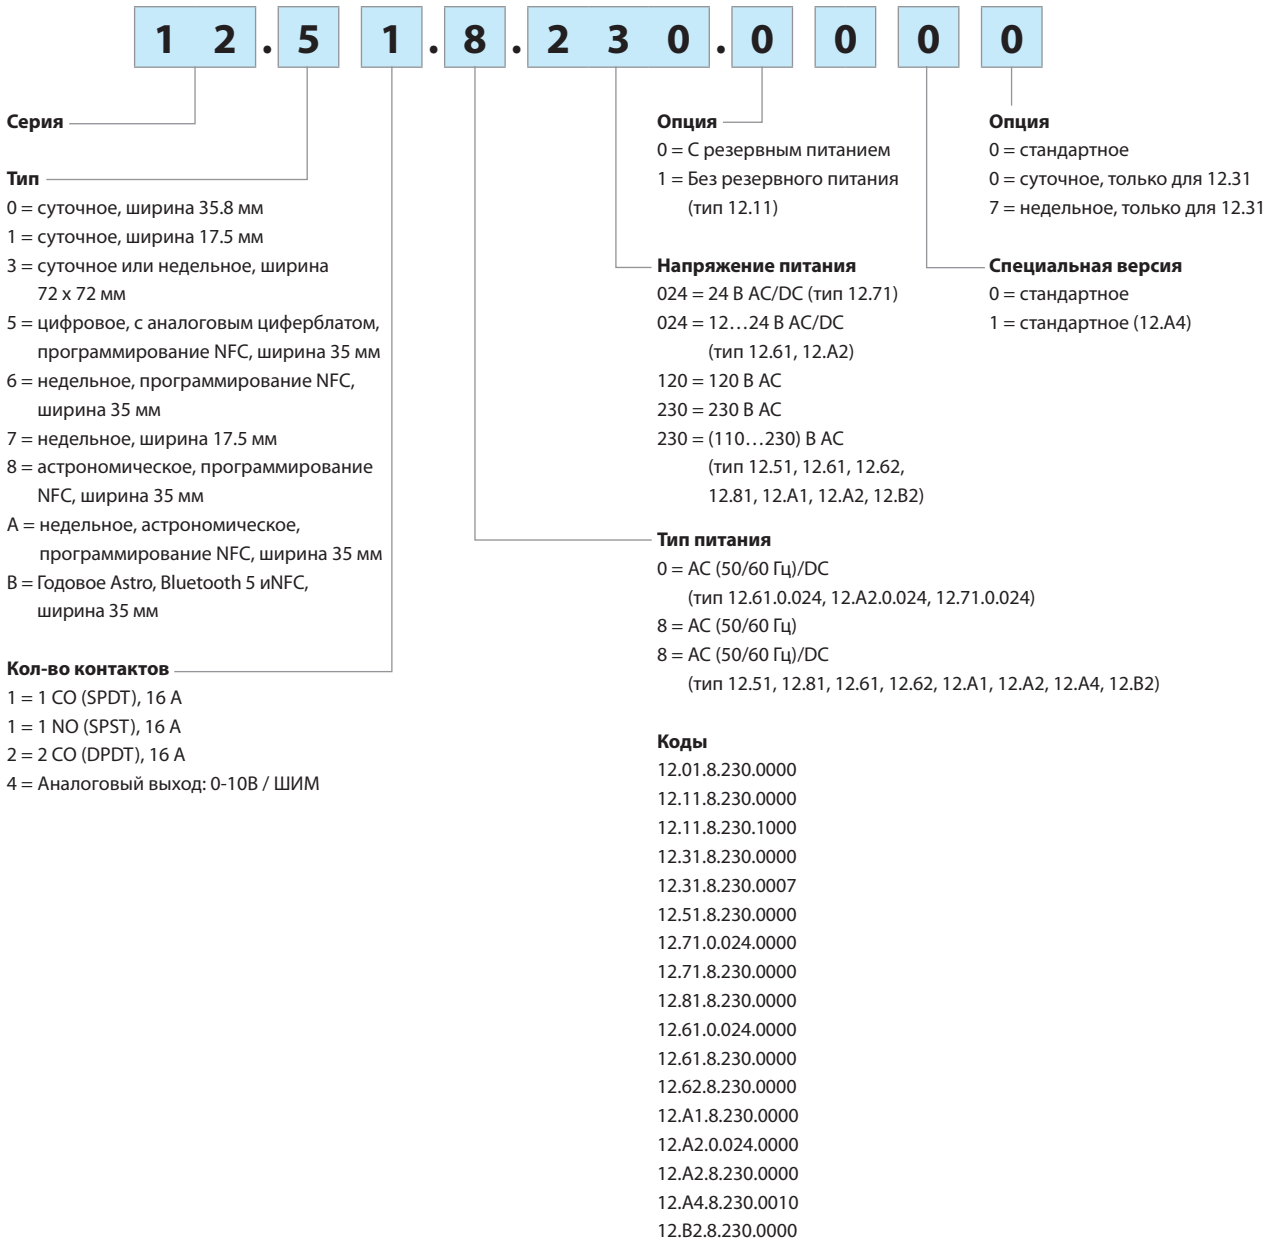 12.51.8.230.0000
Серия
Тип
0 = суточное, ширина 35.8 мм
1 = суточное, ширина 17.5 мм
3 = суточное или недельное, ширина
72 x 72 мм
5 = цифровое, с аналоговым циферблатом,
программирование NFC, ширина 35 мм
6 = недельное, программирование NFC,
ширина 35 мм
7 = недельное, ширина 17.5 мм
8 = астрономическое, программирование
NFC, ширина 35 мм
A = недельное, астрономическое,
программирование NFC, ширина 35 мм
B = Годовое Astro, Bluetooth 5 иNFC,
ширина 35 мм
Кол-во контактов
1 = 1 CO (SPDT), 16 A
1 = 1 NO (SPST), 16 A
2 = 2 CO (DPDT), 16 A
4 = Аналоговый выход: 0-10В / ШИМ
Опция
0 = С резервным питанием
1 = Без резервного питания
(тип 12.11)
Напряжение питания
024 = 24 В AC/DC (тип 12.71)
024 = 12…24 В AC/DC
(тип 12.61, 12.A2)
120 = 120 В AC
230 = 230 В AC
230 = (110…230) В AC
(тип 12.51, 12.61, 12.62,
12.81, 12.A1, 12.A2, 12.B2)
Тип питания
0 = AC (50/60 Гц)/DC
(тип 12.61.0.024, 12.A2.0.024, 12.71.0.024)
8 = AC (50/60 Гц)
8 = AC (50/60 Гц)/DC
(тип 12.51, 12.81, 12.61, 12.62, 12.A1, 12.A2, 12.A4, 12.B2)
Коды
12.01.8.230.0000
12.11.8.230.0000
12.11.8.230.1000
12.31.8.230.0000
12.31.8.230.0007
12.51.8.230.0000
12.71.0.024.0000
12.71.8.230.0000
12.81.8.230.0000
12.61.0.024.0000
12.61.8.230.0000
12.62.8.230.0000
12.A1.8.230.0000
12.A2.0.024.0000
12.A2.8.230.0000
12.A4.8.230.0010
12.B2.8.230.0000
Опция
0 = стандартное
0 = суточное, только для 12.31
7 = недельное, только для 12.31
Специальная версия
0 = стандартное
1 = стандартное (12.A4)